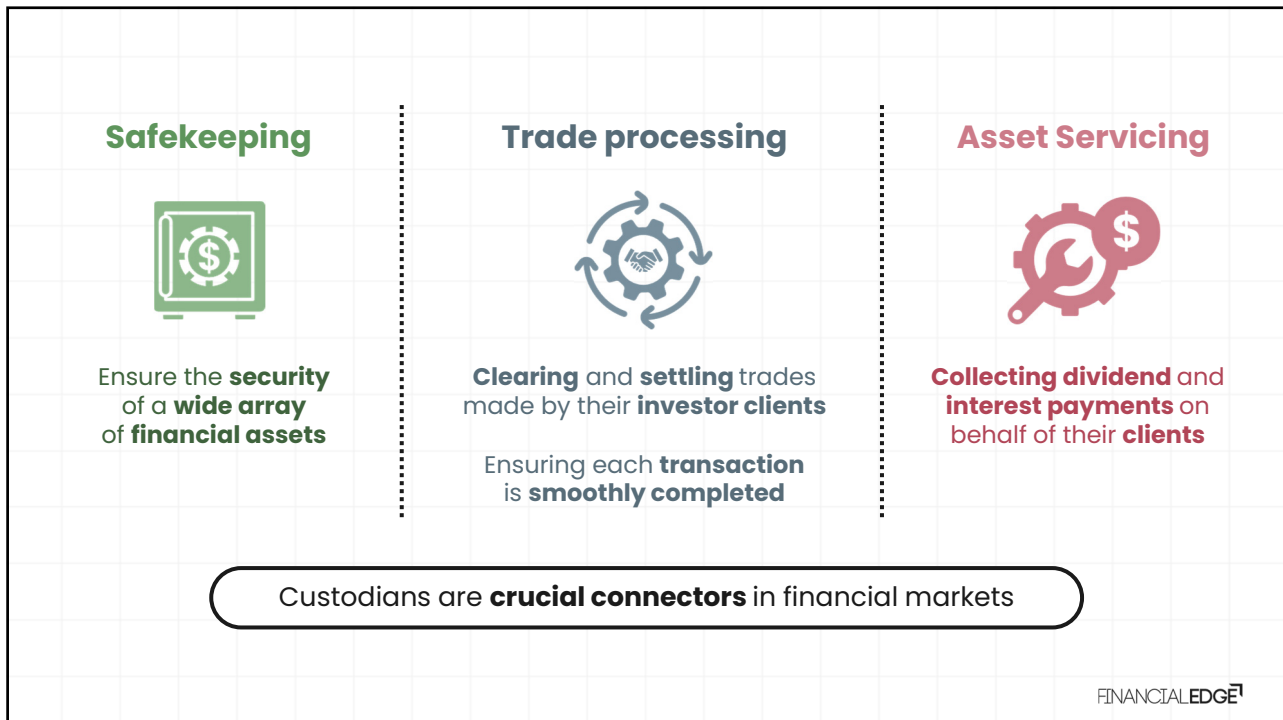 Safekeeping
$
Ensure the security
of a wide array
of financial assets
Trade processing
Clearing and settling trades
made by their investor clients
Ensuring each transaction
is smoothly completed
Asset Servicing
$
Collecting dividend and
interest payments on
behalf of their clients
Custodians are crucial connectors in financial markets
FINANCIALEDGE